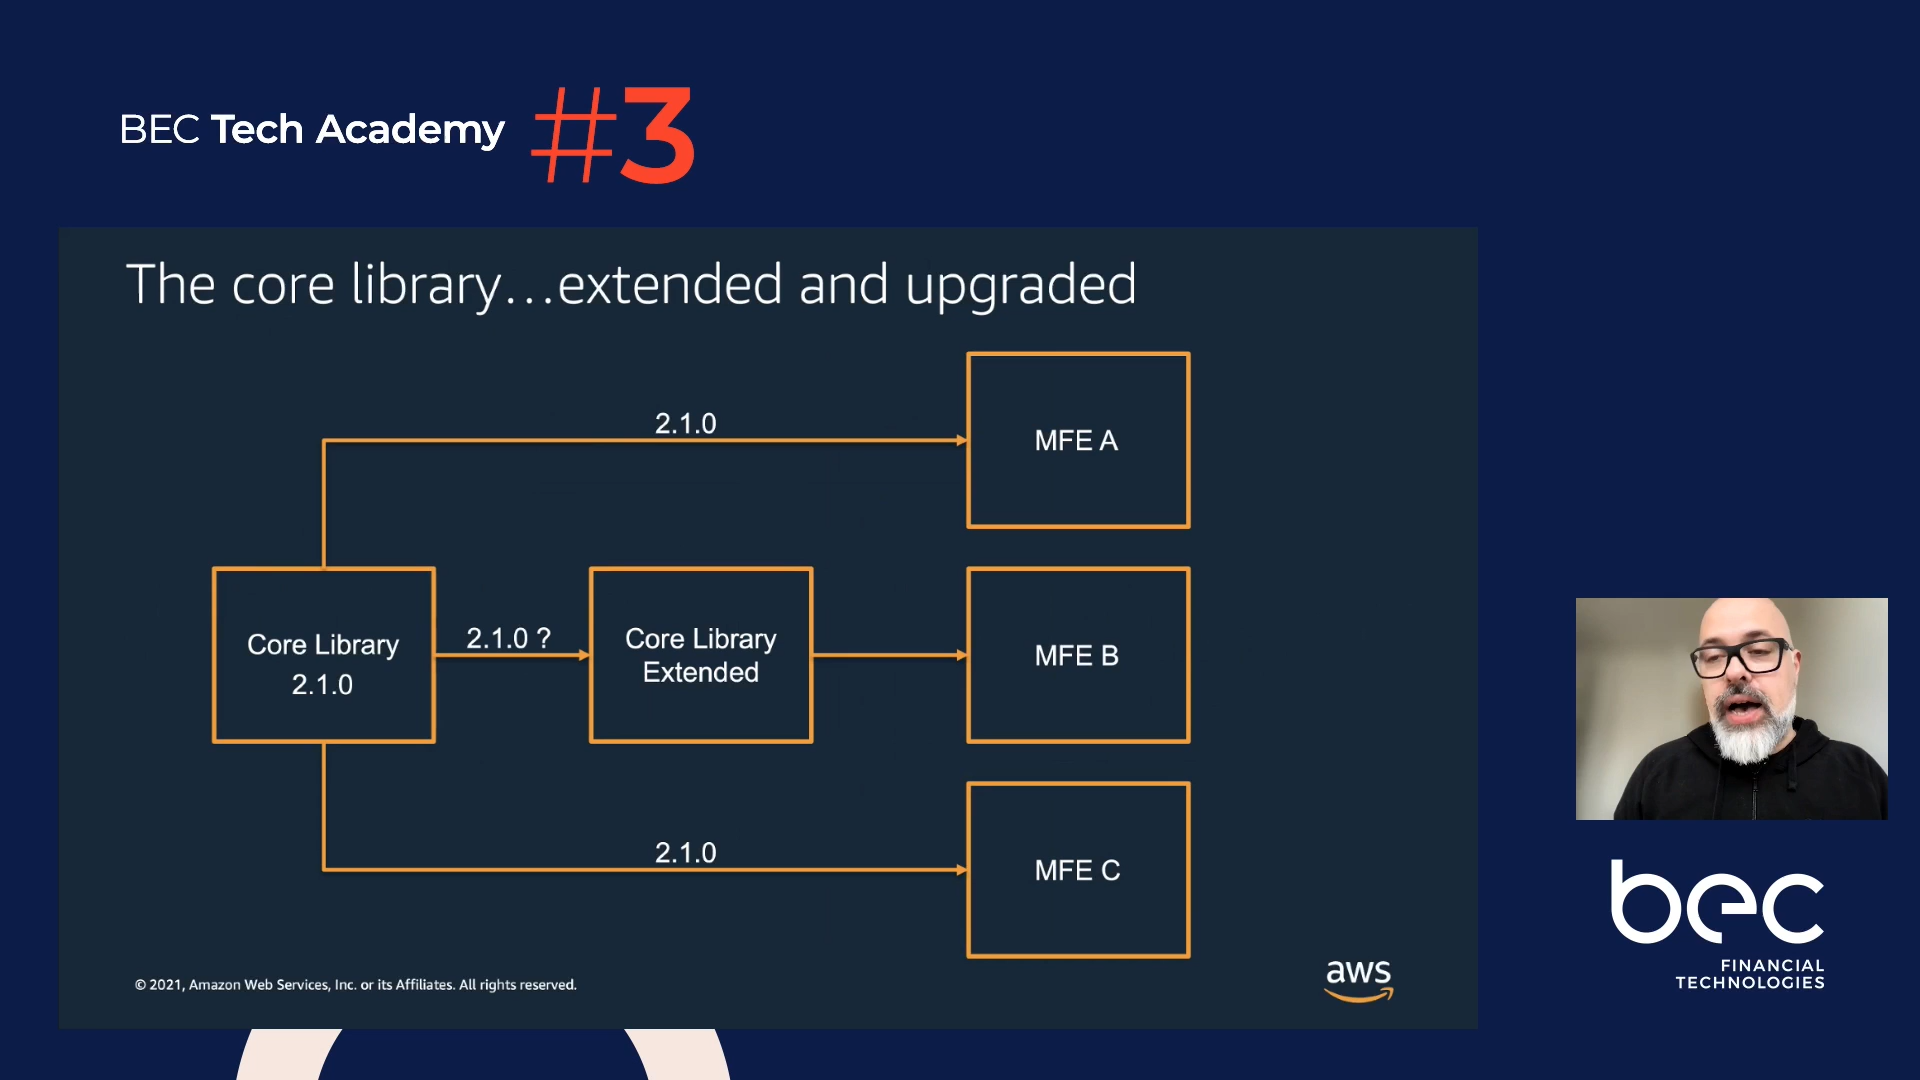 BEC Tech Academy #3
The core library...extended and upgraded
2.1.0
MFE A
Core Library
2.1.0
2.1.0 ?
Core Library
Extended
MFE B
2.1.0
MFE C
© 2021, Amazon Web Services, Inc. or its Affiliates. All rights reserved.
aws
bec
FINANCIAL
TECHNOLOGIES